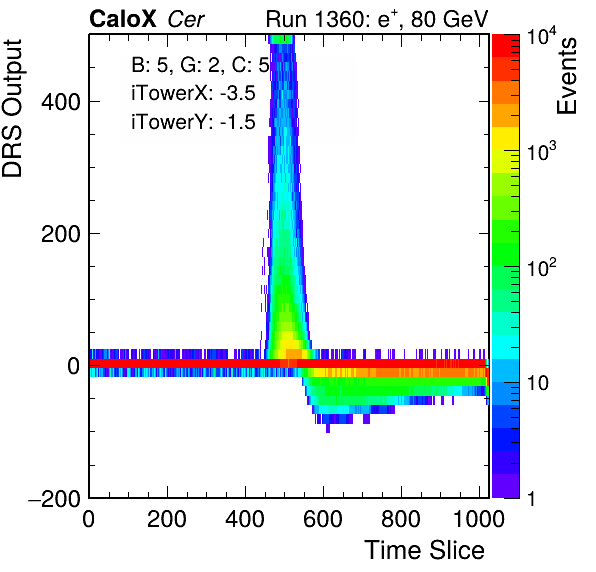 CaloX Cer Run 1360: e⁺, 80 GeV
DRS Output
Events
B: 5, G: 2, C: 5
iTowerX: -3.5
iTowerY: -1.5
400
200
0
−200
0 200 400 600 800 1000
Time Slice
10⁴
10³
10²
10
1